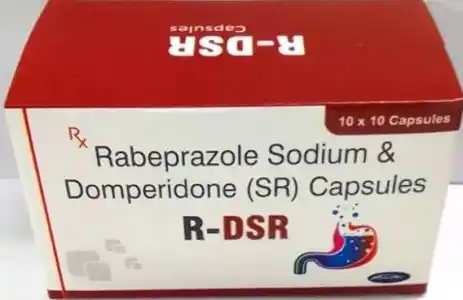 R-DSR
Capsules
10 x 10 Capsules
Rx
Rabeprazole Sodium &
Domperidone (SR) Capsules
R-DSR